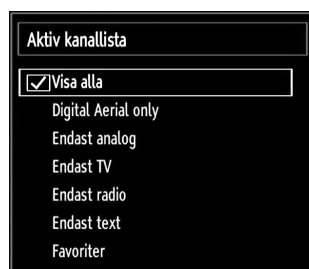 Aktiv kanallista
Visa alla
Digital Aerial only
Endast analog
Endast TV
Endast radio
Endast text
Favoriter